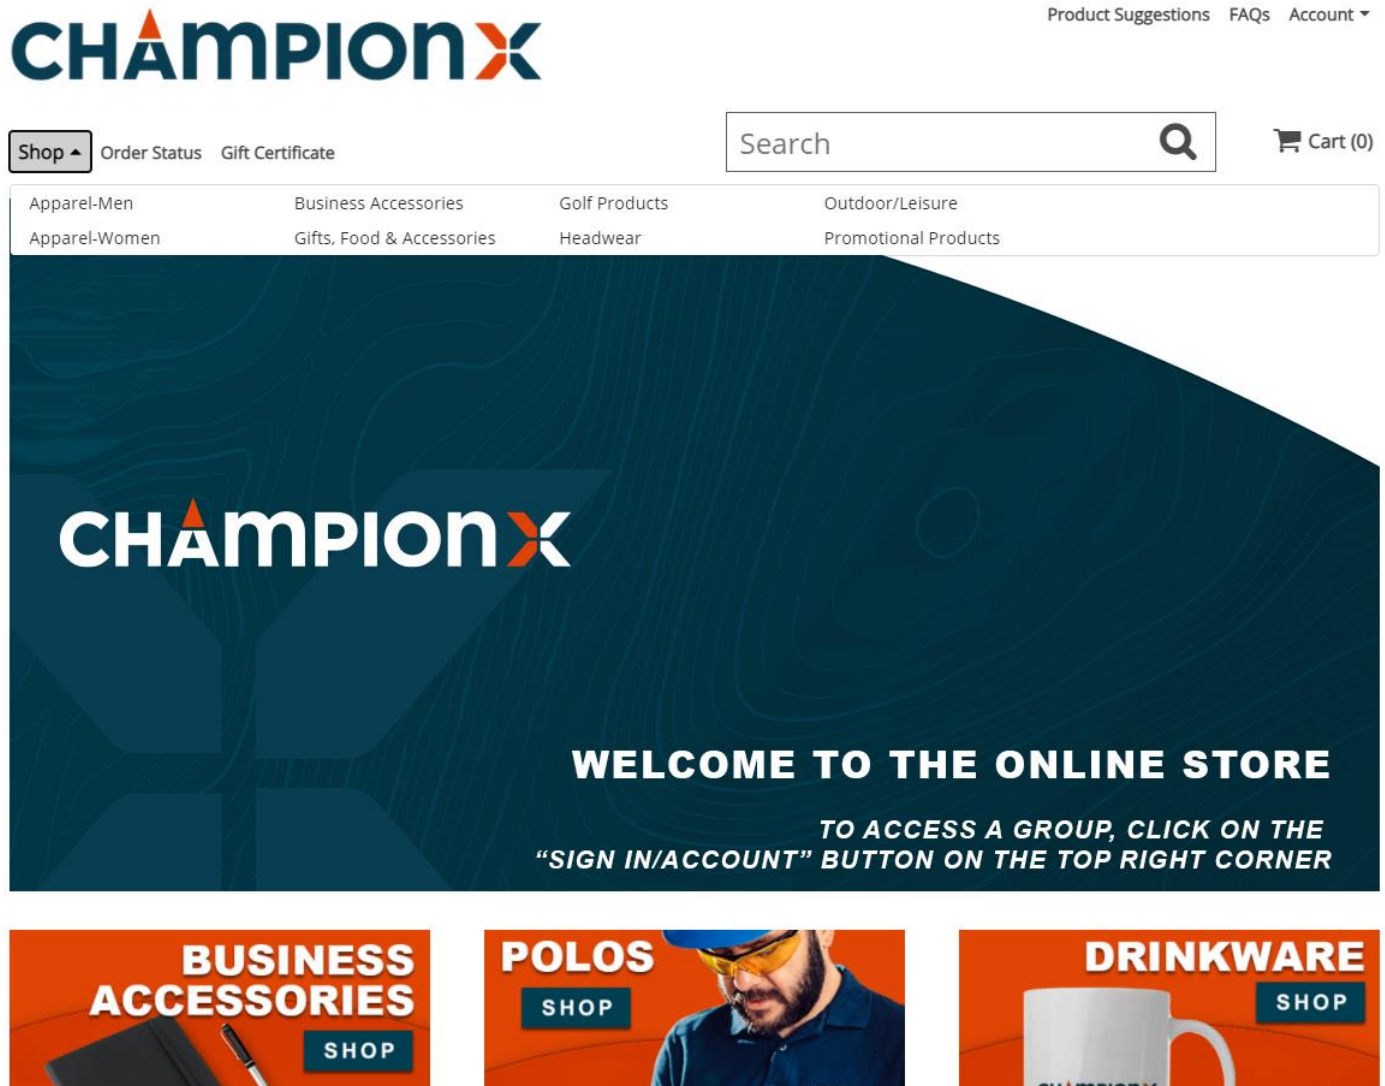 CHAMPIONX
Product Suggestions FAQs Account
Shop Order Status Gift Certificate
Search
Cart (0)
Apparel-Men Business Accessories Golf Products Outdoor/Leisure
Apparel-Women Gifts, Food & Accessories Headwear Promotional Products
CHAMPIONX
WELCOME TO THE ONLINE STORE
TO ACCESS A GROUP, CLICK ON THE
“SIGN IN/ACCOUNT” BUTTON ON THE TOP RIGHT CORNER
BUSINESS
ACCESSORIES
SHOP
POLOS
SHOP
DRINKWARE
SHOP
CHAMPIONX